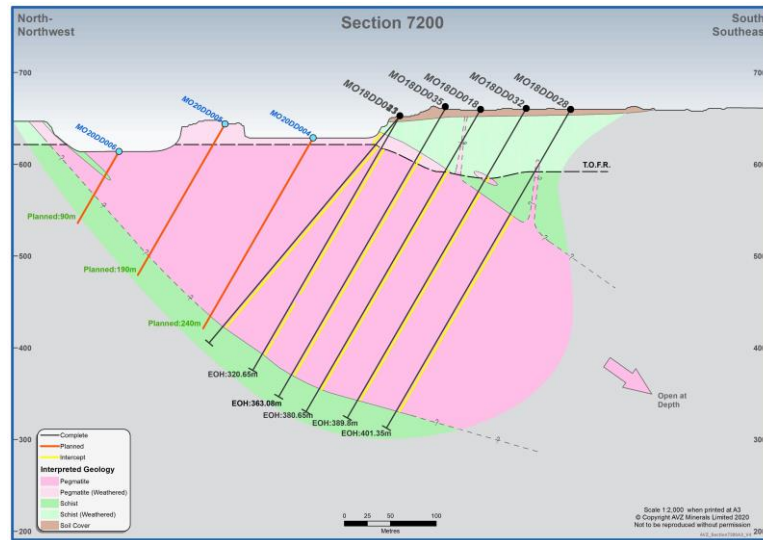 North-
Northwest
Section 7200
South
Southeast
700
700
600
600
500
500
400
400
300
300
200
200
MO20DD006
MO20DD005
MO20DD004
MO18DD035
MO18DD018
MO18DD032
MO18DD028
T.O.F.R.
Planned:90m
Planned:190m
Planned:240m
EOH:320.65m
EOH:363.06m
EOH:380.65m
EOH:389.8m
EOH:401.35m
Open at
Depth
Complete
Planned
Intercept
Interpreted Geology
Pegmatite
Pegmatite (Weathered)
Schist
Schist (Weathered)
Soil Cover
100
50
0
100
Metres
Scale 1:2,000 when printed at A3
© Copyright AVZ Minerals Limited 2020
Not to be reproduced without permission